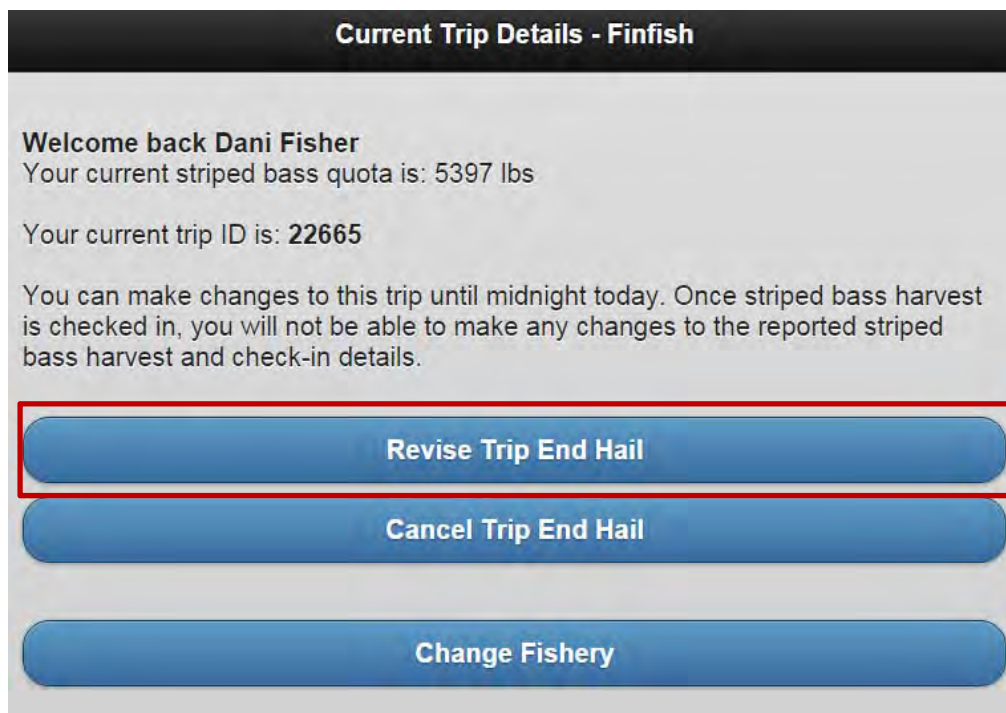 Current Trip Details - Finfish
Welcome back Dani Fisher
Your current striped bass quota is: 5397 lbs
Your current trip ID is: 22665
You can make changes to this trip until midnight today. Once striped bass harvest
is checked in, you will not be able to make any changes to the reported striped
bass harvest and check-in details.
Revise Trip End Hail
Cancel Trip End Hail
Change Fishery